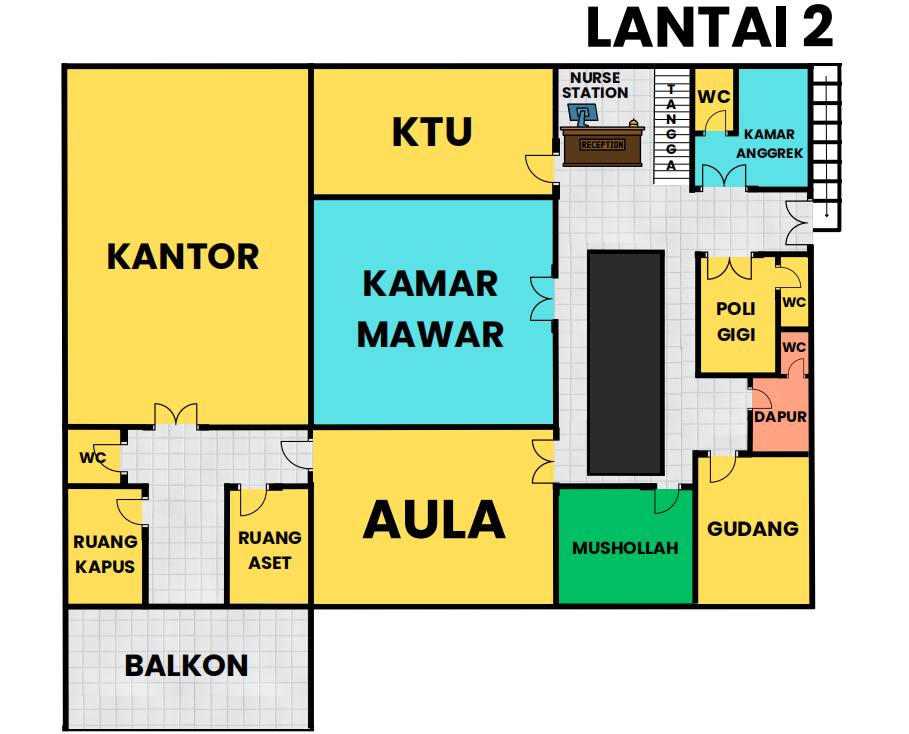 LANTAI 2
NURSE
STATION
RECEPTION
TANGGA
WC
KAMAR
ANGGREK
KTU
KANTOR
KAMAR
MAWAR
POLI
GIGI
WC
WC
DAPUR
WC
RUANG
KAPUS
RUANG
ASET
AULA
MUSHOLLAH
GUDANG
BALKON